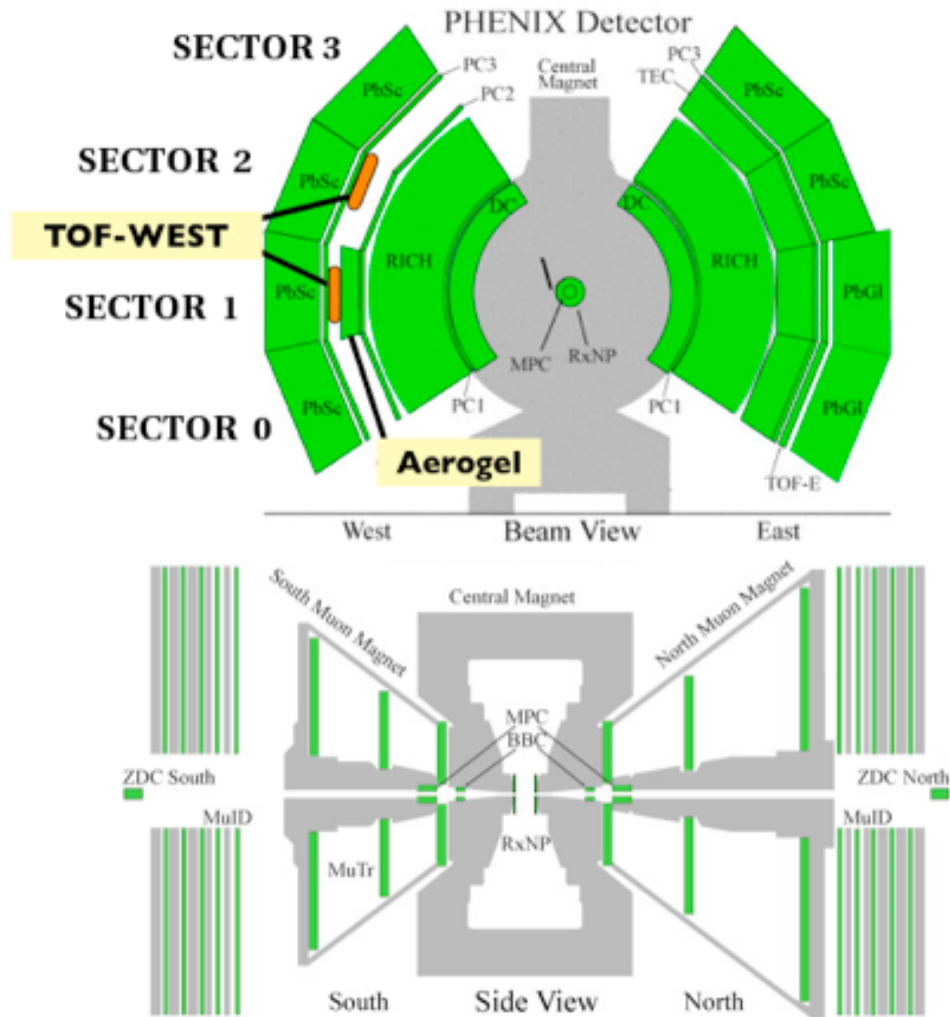 PHENIX Detector
SECTOR 3
PC3
PC2
Central
Magnet
TEC
PC3
PbSc
PbSc
SECTOR 2
PbSc
PbSc
DC
DC
TOF-WEST
RICH
RICH
PbSc
PbGl
SECTOR 1
MPC
RxNP
PbSc
PbGl
SECTOR 0
PC1
PC1
Aerogel
TOF-E
West
Beam View
East
South Muon Magnet
Central Magnet
North Muon Magnet
MPC
BBC
ZDC South
ZDC North
MuID
MuID
RxNP
MuTr
South
Side View
North